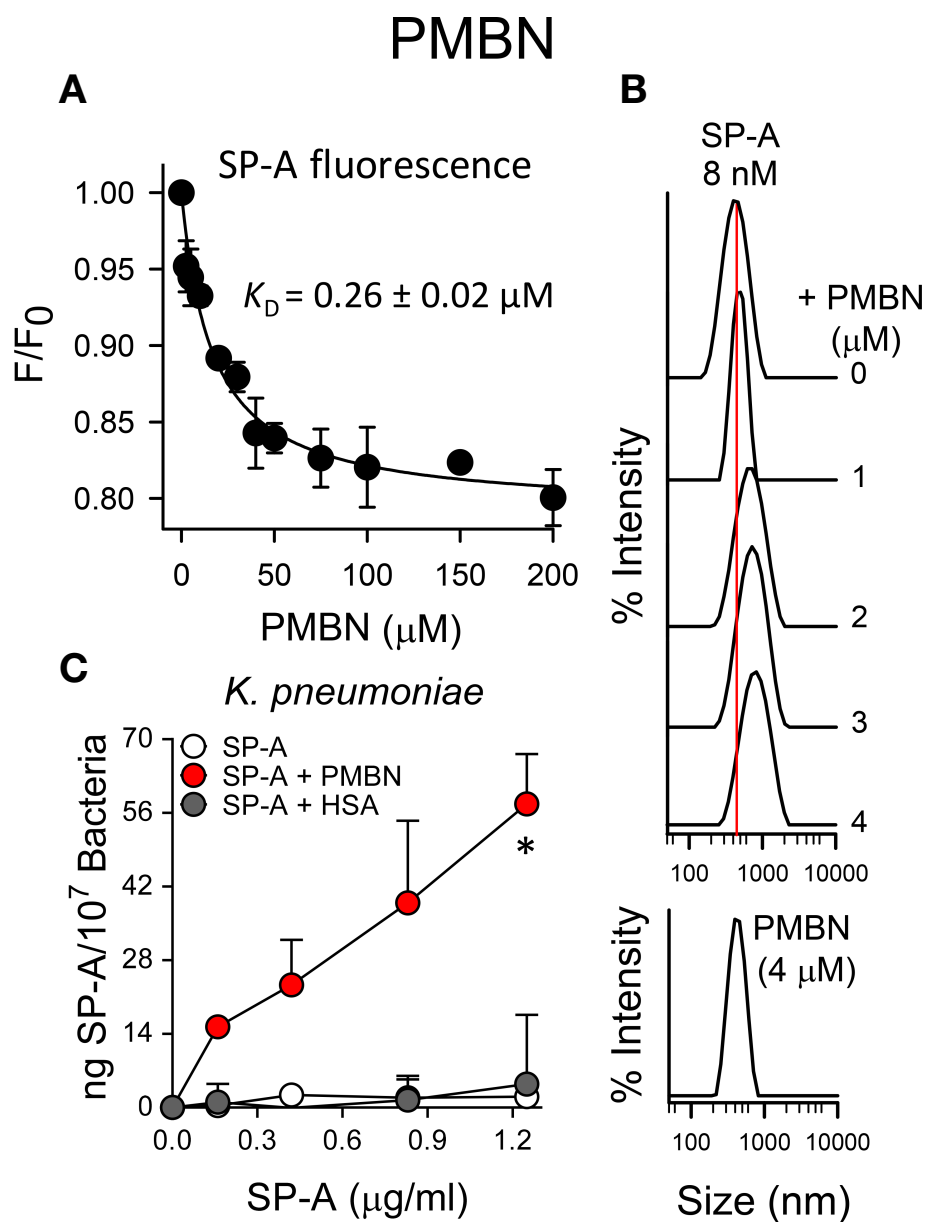 PMBN
A
SP-A fluorescence
K_D = 0.26 ± 0.02 μM
F/F0
1.00
0.95
0.90
0.85
0.80
0 50 100 150 200
PMBN (μM)
B
SP-A
8 nM
+ PMBN
(μM)
0
1
2
3
4
% Intensity
100 1000 10000
PMBN
(4 μM)
% Intensity
100 1000 10000
Size (nm)
C
K. pneumoniae
SP-A
SP-A + PMBN
SP-A + HSA
ng SP-A/10^7 Bacteria
70
56
42
28
14
0
*
0.0 0.3 0.6 0.9 1.2
SP-A (μg/ml)